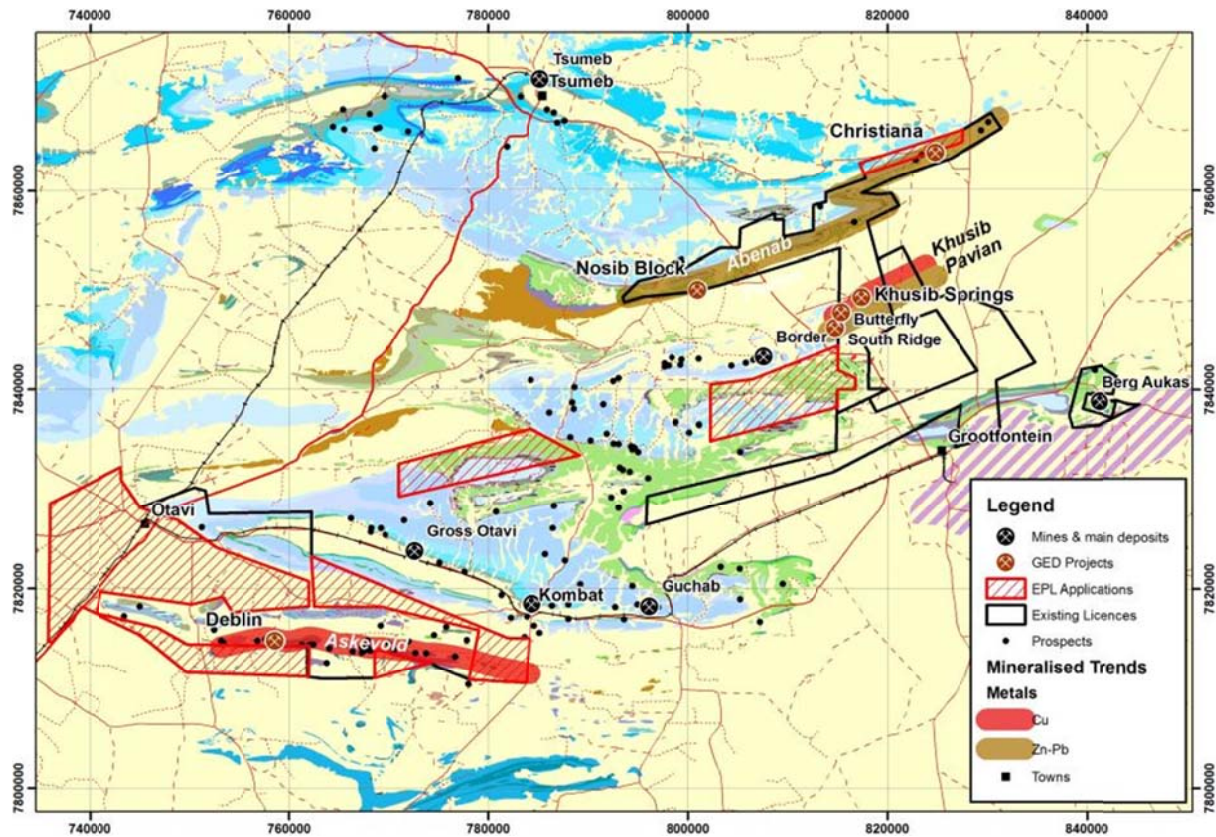 740000
760000
780000
800000
820000
840000
Tsumeb
Tsumeb
Christiana
7860000
7860000
Khusib
Pavian
Abenab
Nosib Block
Khusib Springs
Butterfly
Border
South Ridge
7840000
7840000
Berg Aukas
Grootfontein
Otavi
Gross Otavi
Kombat
Guchab
7820000
7820000
Deblin
Askevold
Legend
Mines & main deposits
GED Projects
EPL Applications
Existing Licences
Prospects
Mineralised Trends
Metals
Cu
Zn-Pb
Towns
7800000
7800000
740000
760000
780000
800000
820000
840000